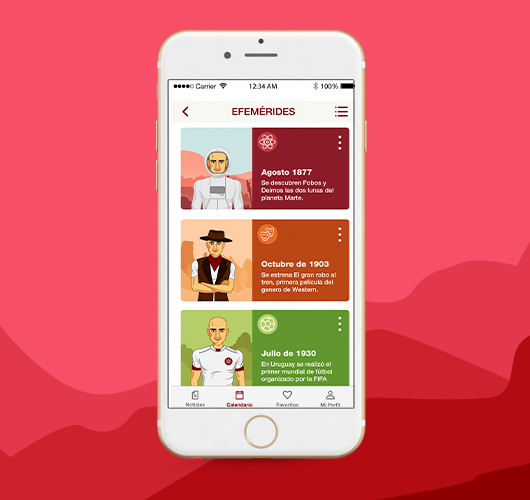 Carrier 12:34 AM 100%
EFEMÉRIDES
Agosto 1877
Se descubren Fobos y
Deimos las dos lunas del
planeta Marte.
Octubre de 1903
Se estrena El gran robo al
tren, primera película del
genero de Western.
Julio de 1930
En Uruguay se realizó el
primer mundial de fútbol
organizado por la FIFA
Noticias Calendario Favoritos Mi Perfil